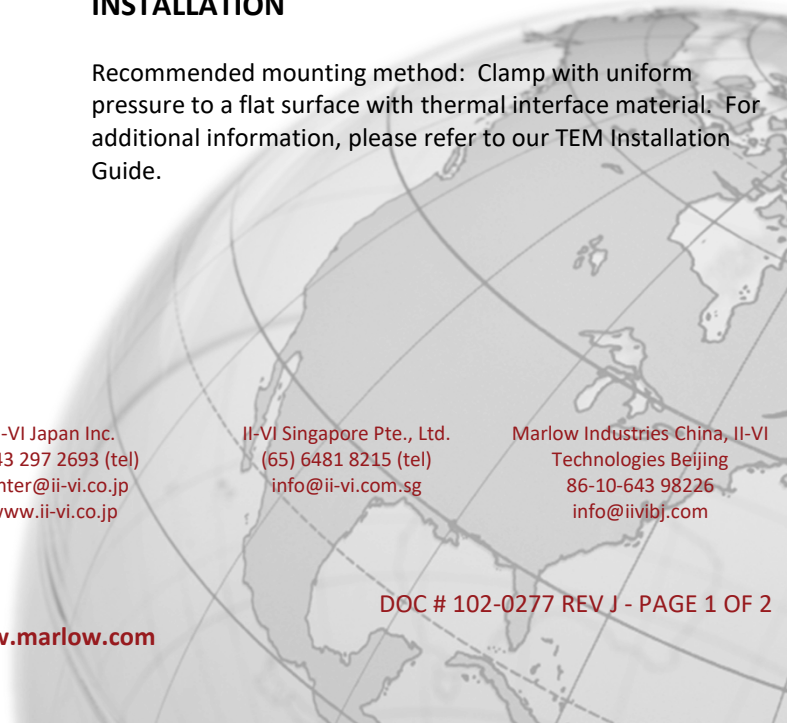 INSTALLATION
Recommended mounting method: Clamp with uniform
pressure to a flat surface with thermal interface material. For
additional information, please refer to our TEM Installation
Guide.
-VI Japan Inc.
43 297 2693 (tel)
nter@ii-vi.co.jp
www.ii-vi.co.jp
II-VI Singapore Pte., Ltd.
(65) 6481 8215 (tel)
info@ii-vi.com.sg
Marlow Industries China, II-VI
Technologies Beijing
86-10-643 98226
info@iivibj.com
DOC # 102-0277 REV J - PAGE 1 OF 2
w.marlow.com